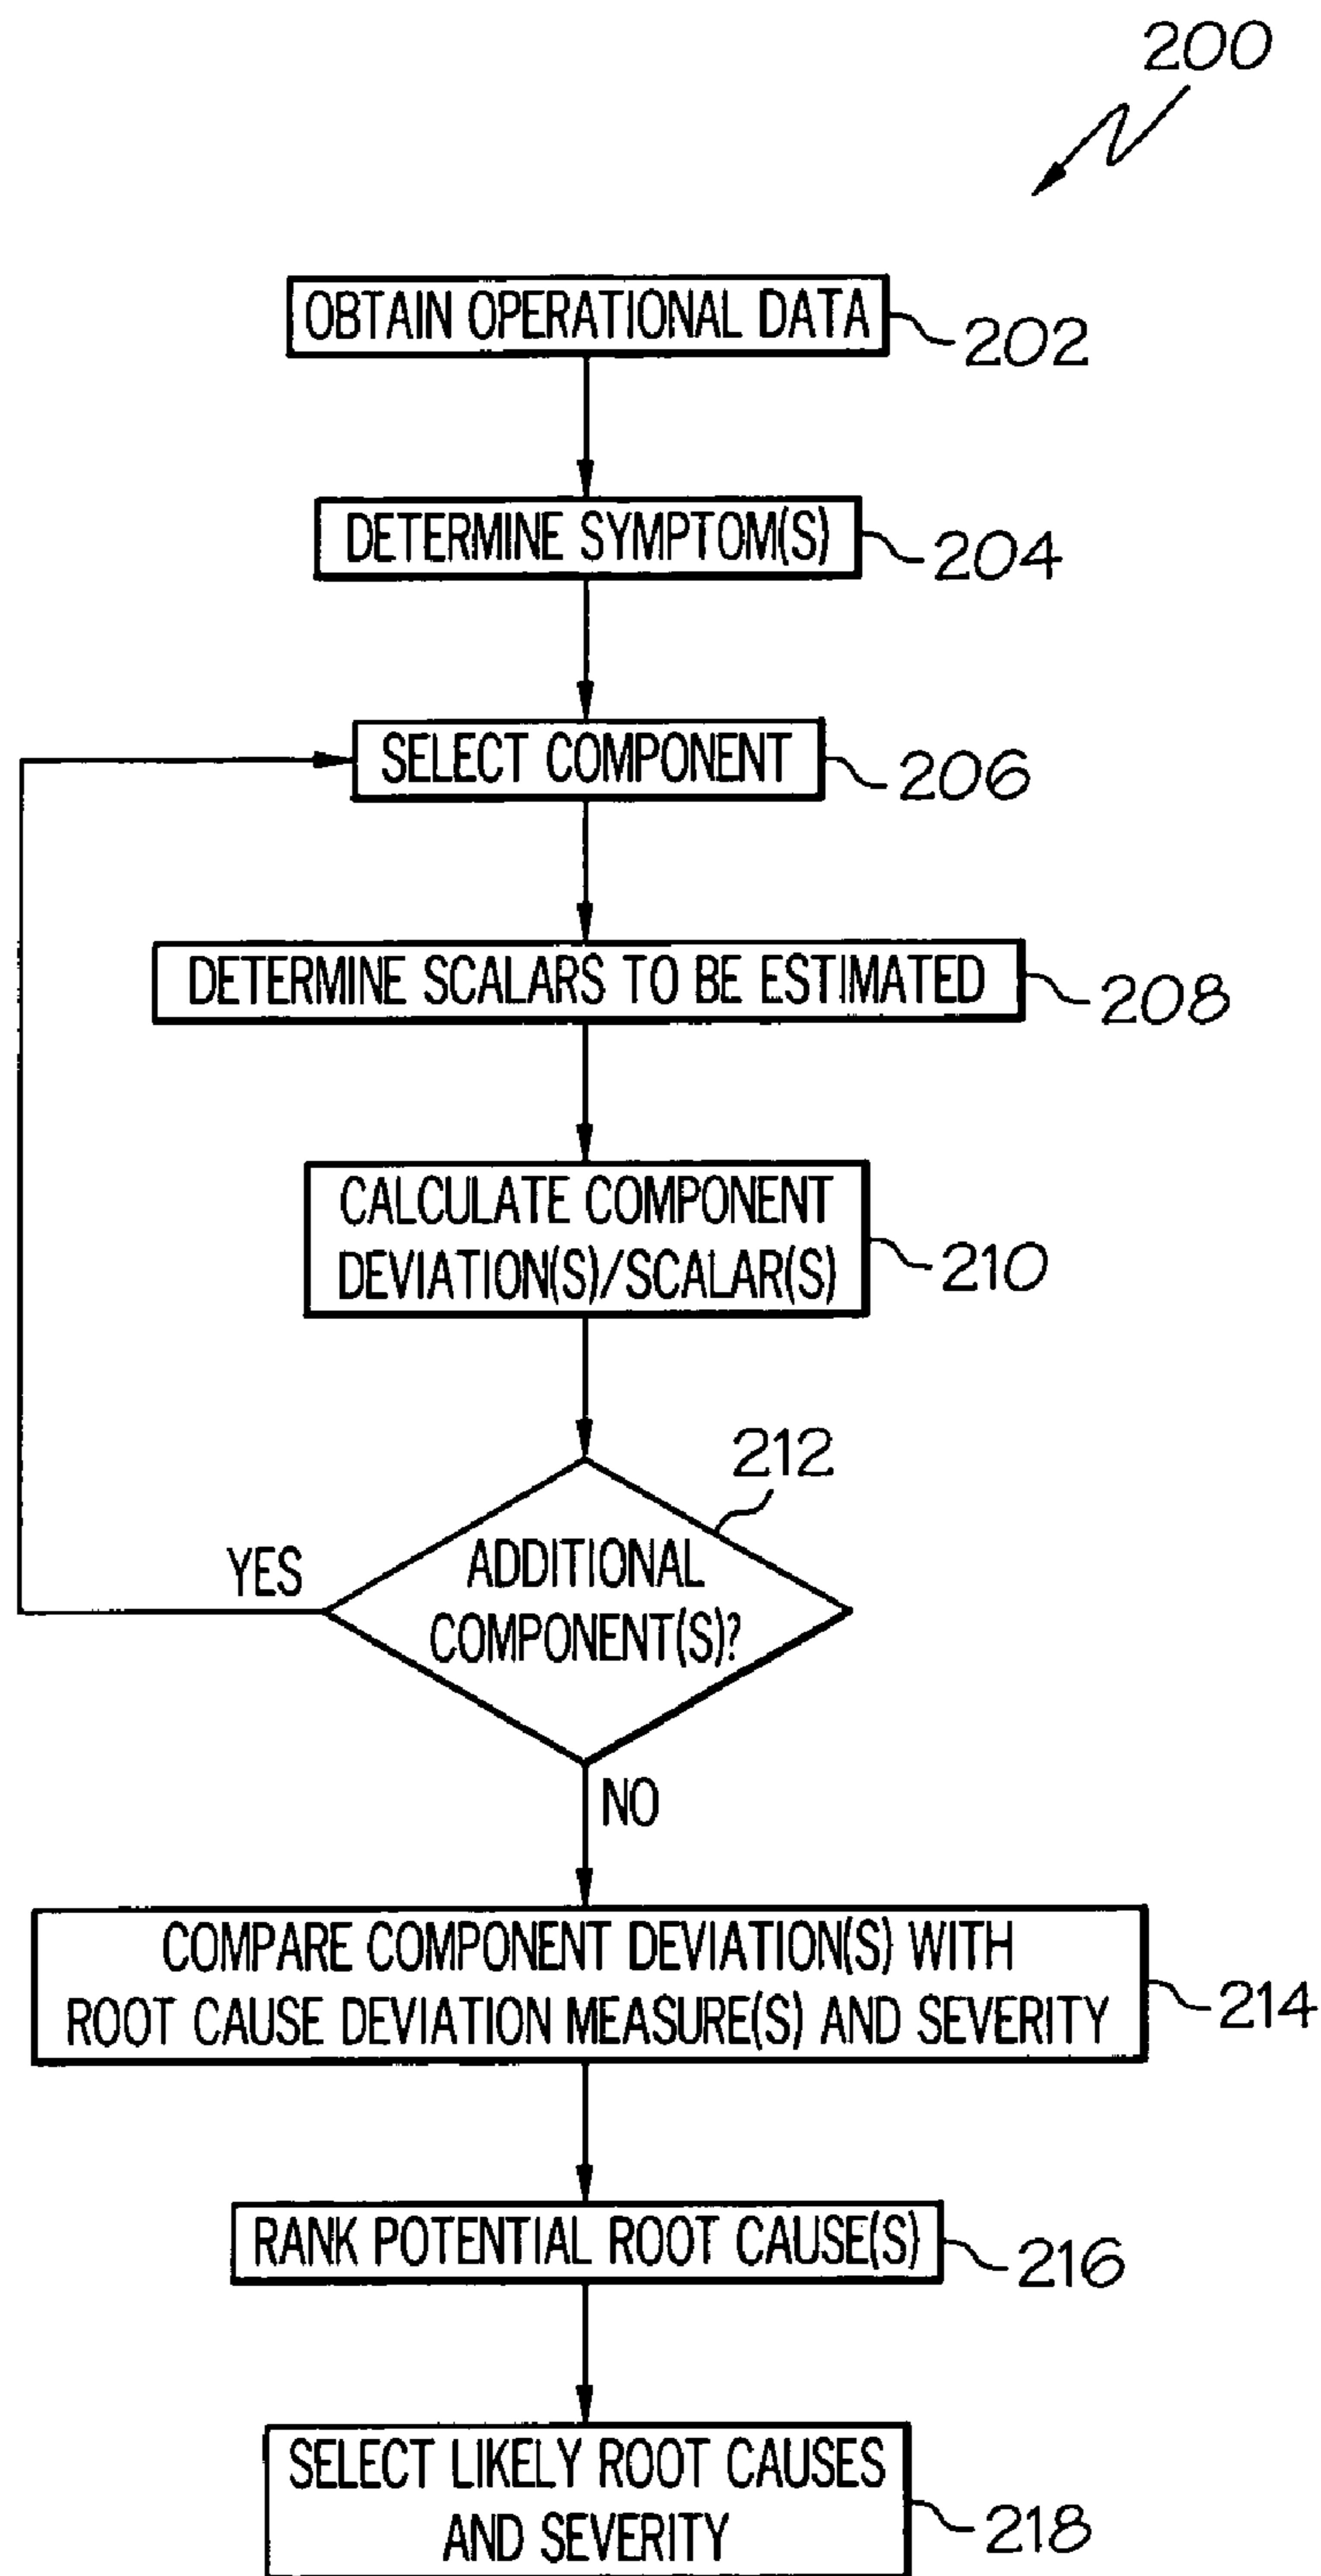 200
OBTAIN OPERATIONAL DATA
202
DETERMINE SYMPTOM(S)
204
SELECT COMPONENT
206
DETERMINE SCALARS TO BE ESTIMATED
208
CALCULATE COMPONENT
DEVIATION(S)/SCALAR(S)
210
212
ADDITIONAL
COMPONENT(S)?
YES
NO
COMPARE COMPONENT DEVIATION(S) WITH
ROOT CAUSE DEVIATION MEASURE(S) AND SEVERITY
214
RANK POTENTIAL ROOT CAUSE(S)
216
SELECT LIKELY ROOT CAUSES
AND SEVERITY
218